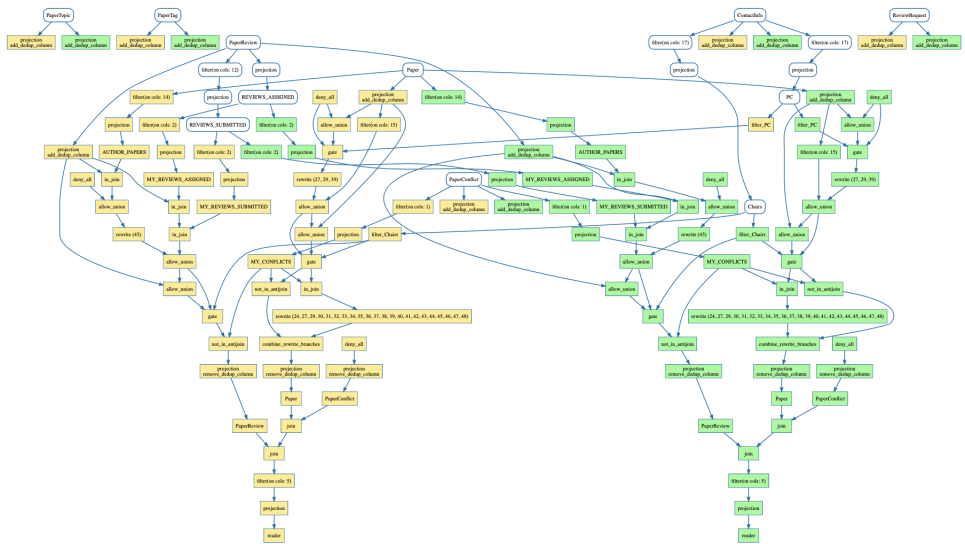 PaperTopic
PaperTag
ContactInfo
ReviewRequest
projection
add_dedup_column
projection
add_dedup_column
projection
add_dedup_column
projection
add_dedup_column
PaperReview
filter(on cols: 17)
projection
add_dedup_column
projection
add_dedup_column
filter(on cols: 17)
projection
add_dedup_column
projection
add_dedup_column
filter(on cols: 12)
projection
Paper
projection
projection
filter(on cols: 14)
deny_all
projection
add_dedup_column
filter(on cols: 14)
PC
projection
add_dedup_column
deny_all
projection
REVIEWS_ASSIGNED
projection
filter(on cols: 2)
REVIEWS_SUBMITTED
filter(on cols: 2)
allow_union
filter(on cols: 15)
projection
filter_PC
filter_PC
allow_union
projection
add_dedup_column
AUTHOR_PAPERS
projection
filter(on cols: 2)
filter(on cols: 2)
projection
gate
projection
add_dedup_column
AUTHOR_PAPERS
filter(on cols: 15)
gate
deny_all
in_join
MY_REVIEWS_ASSIGNED
projection
rewrite (27, 29, 39)
PaperConflict
projection
MY_REVIEWS_ASSIGNED
in_join
deny_all
rewrite (27, 29, 39)
allow_union
in_join
MY_REVIEWS_SUBMITTED
allow_union
filter(on cols: 1)
projection
add_dedup_column
projection
add_dedup_column
filter(on cols: 1)
MY_REVIEWS_SUBMITTED
in_join
allow_union
Chairs
allow_union
rewrite (45)
in_join
allow_union
projection
filter_Chairs
projection
in_join
rewrite (45)
filter_Chairs
allow_union
allow_union
MY_CONFLICTS
gate
allow_union
MY_CONFLICTS
gate
allow_union
not_in_antijoin
in_join
allow_union
in_join
not_in_antijoin
gate
rewrite (24, 27, 29, 30, 31, 32, 33, 34, 35, 36, 37, 38, 39, 40, 41, 42, 43, 44, 45, 46, 47, 48)
gate
rewrite (24, 27, 29, 30, 31, 32, 33, 34, 35, 36, 37, 38, 39, 40, 41, 42, 43, 44, 45, 46, 47, 48)
not_in_antijoin
combine_rewrite_branches
deny_all
not_in_antijoin
combine_rewrite_branches
deny_all
projection
remove_dedup_column
projection
remove_dedup_column
projection
remove_dedup_column
projection
remove_dedup_column
projection
remove_dedup_column
projection
remove_dedup_column
Paper
PaperConflict
Paper
PaperConflict
PaperReview
join
PaperReview
join
join
join
filter(on cols: 5)
filter(on cols: 5)
projection
projection
reader
reader